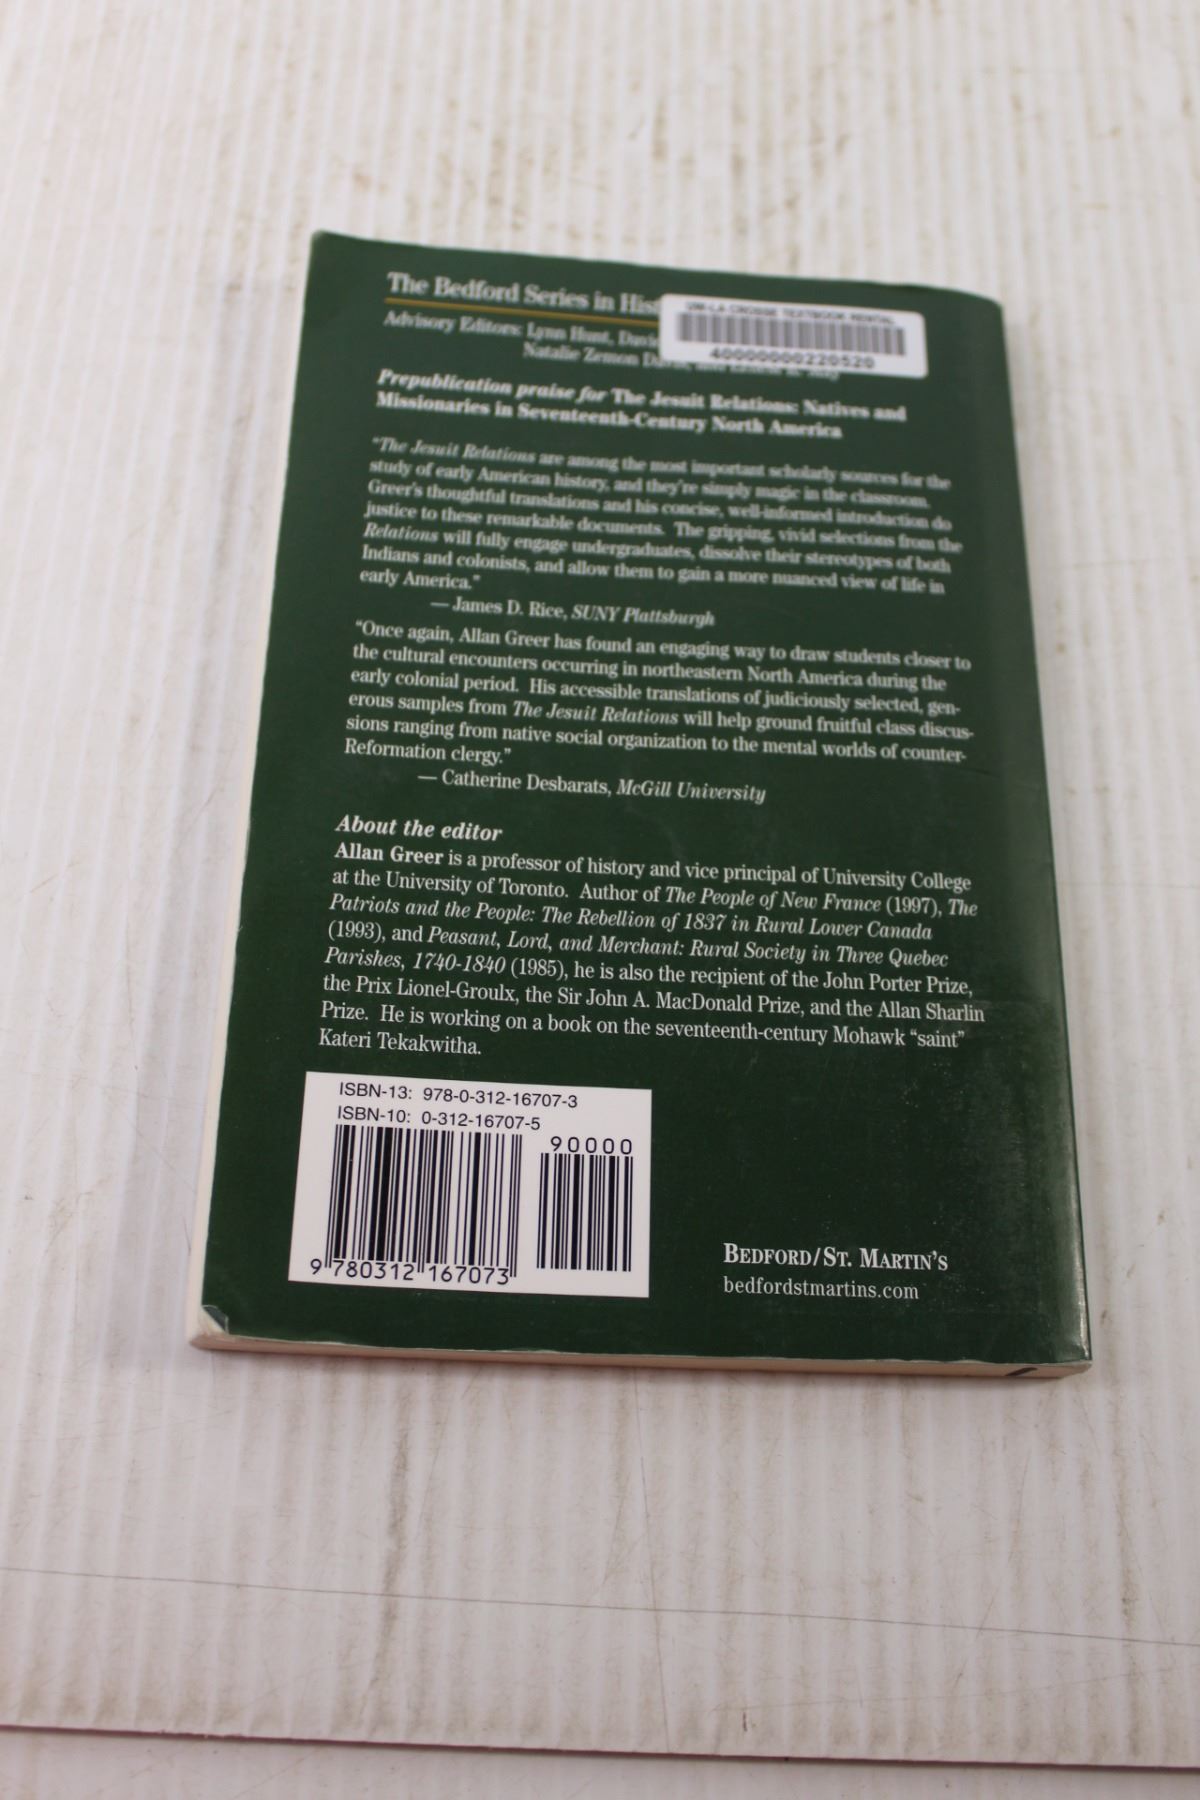 The Bedford Series in Hist
UW-LA CROSSE TEXTBOOK RENTAL
40000000220520
Advisory Editors: Lynn Hunt, David
Natalie Zemon Davis, and Ernest R. May
Prepublication praise for The Jesuit Relations: Natives and
Missionaries in Seventeenth-Century North America
"The Jesuit Relations are among the most important scholarly sources for the
study of early American history, and they're simply magic in the classroom.
Greer's thoughtful translations and his concise, well-informed introduction do
justice to these remarkable documents. The gripping, vivid selections from the
Relations will fully engage undergraduates, dissolve their stereotypes of both
Indians and colonists, and allow them to gain a more nuanced view of life in
early America."
— James D. Rice, SUNY Plattsburgh
"Once again, Allan Greer has found an engaging way to draw students closer to
the cultural encounters occurring in northeastern North America during the
early colonial period. His accessible translations of judiciously selected, gen-
erous samples from The Jesuit Relations will help ground fruitful class discus-
sions ranging from native social organization to the mental worlds of counter-
Reformation clergy."
— Catherine Desbarats, McGill University
About the editor
Allan Greer is a professor of history and vice principal of University College
at the University of Toronto. Author of The People of New France (1997), The
Patriots and the People: The Rebellion of 1837 in Rural Lower Canada
(1993), and Peasant, Lord, and Merchant: Rural Society in Three Quebec
Parishes, 1740-1840 (1985), he is also the recipient of the John Porter Prize,
the Prix Lionel-Groulx, the Sir John A. MacDonald Prize, and the Allan Sharlin
Prize. He is working on a book on the seventeenth-century Mohawk "saint"
Kateri Tekakwitha.
ISBN-13: 978-0-312-16707-3
ISBN-10: 0-312-16707-5
90000
9 780312 167073
BEDFORD/ST. MARTIN'S
bedfordstmartins.com